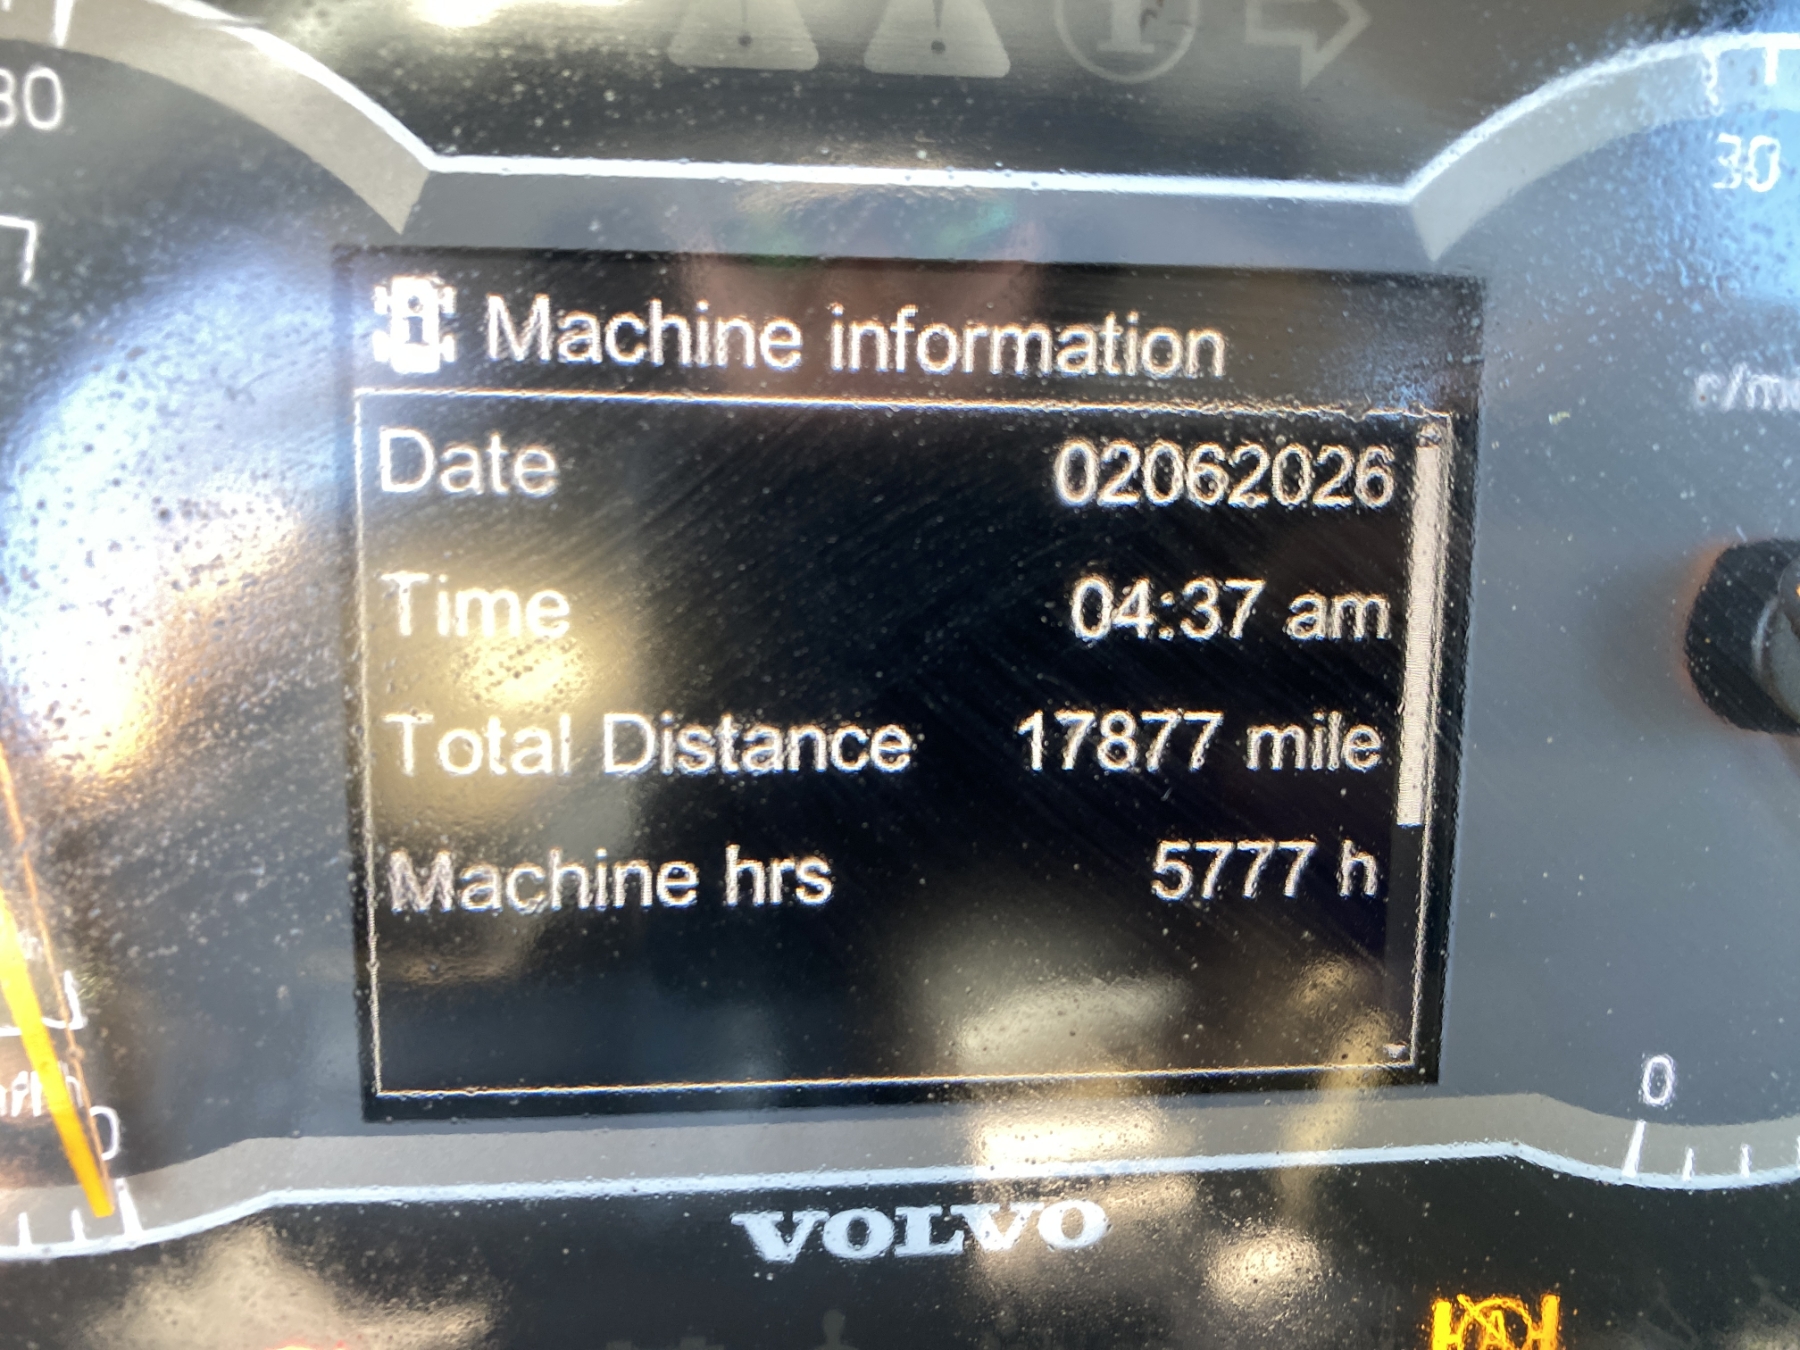 30
30
Machine information
Date 02062026
Time 04:37 am
Total Distance 17877 mile
Machine hrs 5777 h
0
0
VOLVO